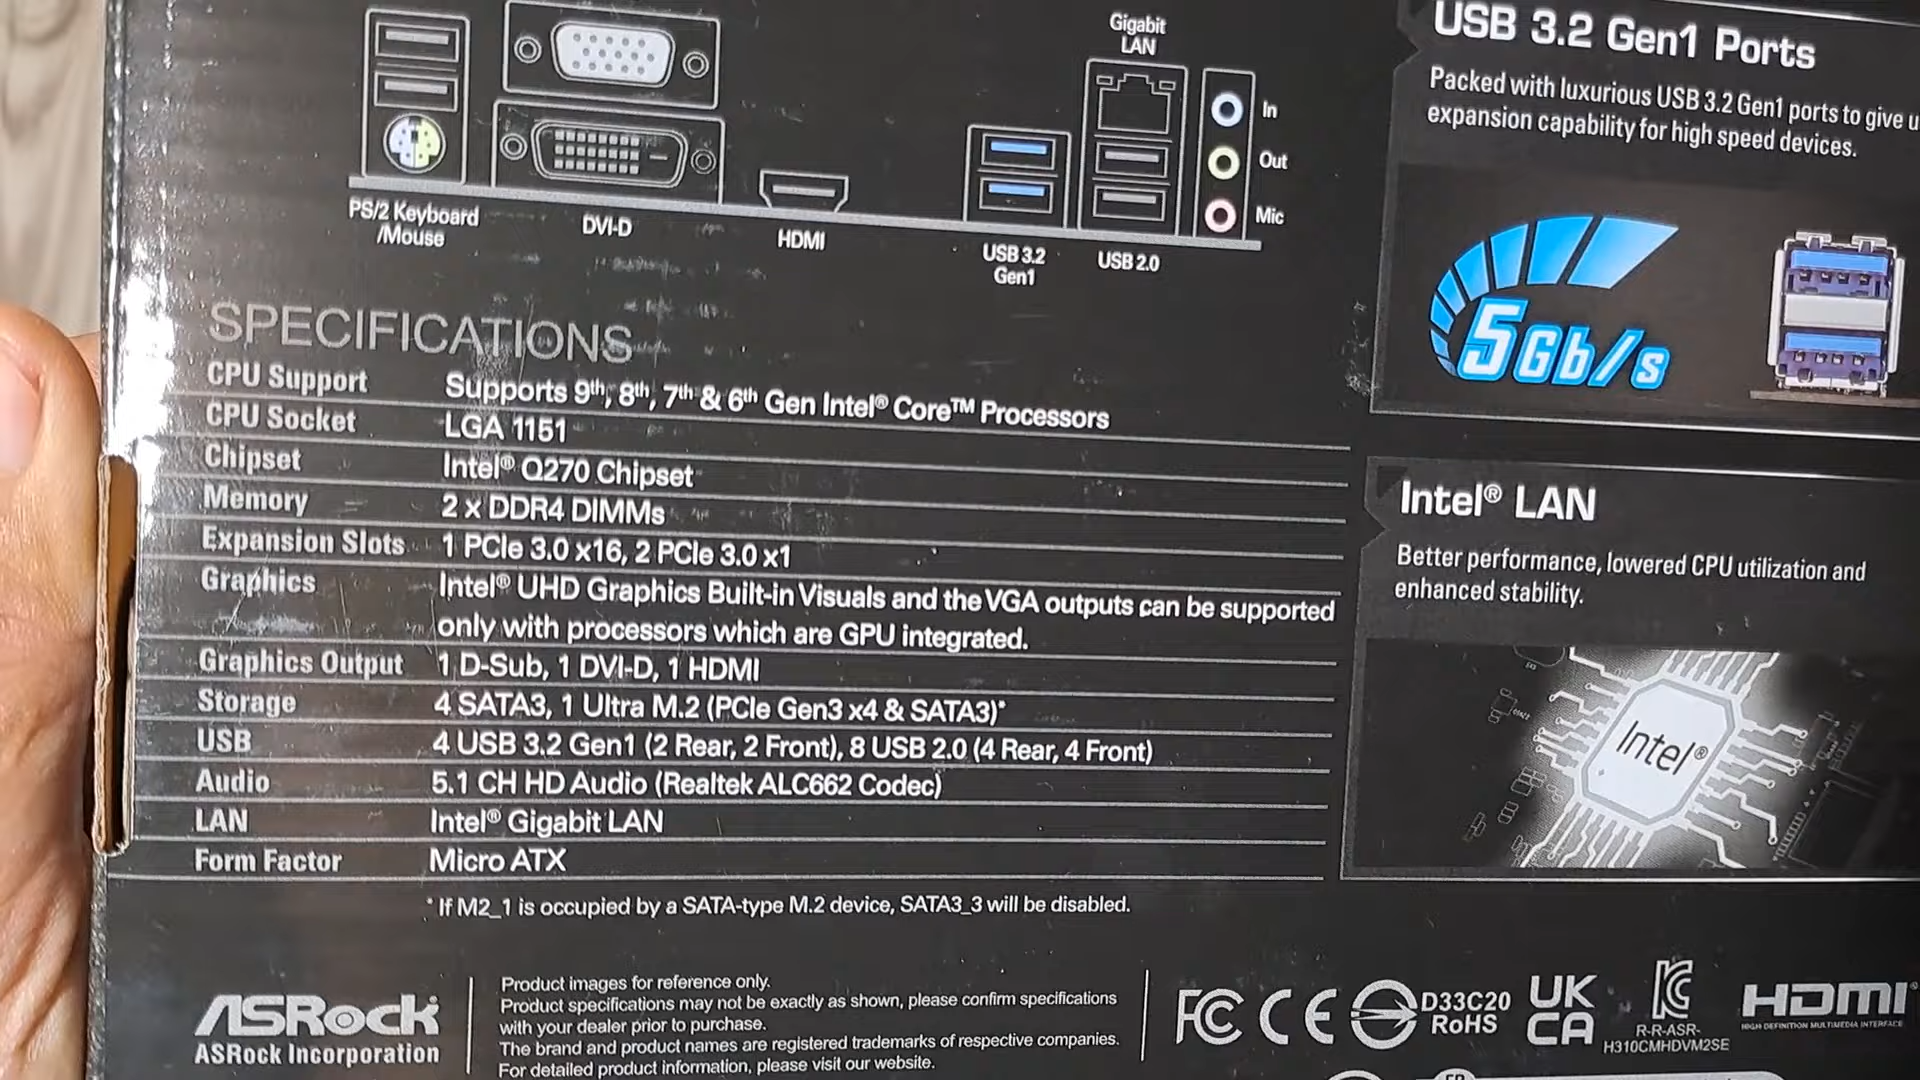 Gigabit
LAN
In
Out
Mic
PS/2 Keyboard
/Mouse
DVI-D
HDMI
USB 3.2
Gen1
USB 2.0
USB 3.2 Gen1 Ports
Packed with luxurious USB 3.2 Gen1 ports to give
expansion capability for high speed devices.
5Gb/s
SPECIFICATIONS
CPU Support Supports 9th, 8th, 7th & 6th Gen Intel® Core™ Processors
CPU Socket LGA 1151
Chipset Intel® Q270 Chipset
Memory 2 x DDR4 DIMMs
Expansion Slots 1 PCIe 3.0 x16, 2 PCIe 3.0 x1
Graphics Intel® UHD Graphics Built-in Visuals and the VGA outputs can be supported
only with processors which are GPU integrated.
Graphics Output 1 D-Sub, 1 DVI-D, 1 HDMI
Storage 4 SATA3, 1 Ultra M.2 (PCIe Gen3 x4 & SATA3)*
USB 4 USB 3.2 Gen1 (2 Rear, 2 Front), 8 USB 2.0 (4 Rear, 4 Front)
Audio 5.1 CH HD Audio (Realtek ALC662 Codec)
LAN Intel® Gigabit LAN
Form Factor Micro ATX
* If M2_1 is occupied by a SATA-type M.2 device, SATA3_3 will be disabled.
Intel® LAN
Better performance, lowered CPU utilization and
enhanced stability.
Intel®
ASRock
ASRock Incorporation
Product images for reference only.
Product specifications may not be exactly as shown, please confirm specifications
with your dealer prior to purchase.
The brand and product names are registered trademarks of respective companies.
For detailed product information, please visit our website.
FC CE
D33C20
RoHS
UK
CA
R-R-ASR-
H310CMHDVM2SE
HDMI®
HIGH DEFINITION MULTIMEDIA INTERFACE